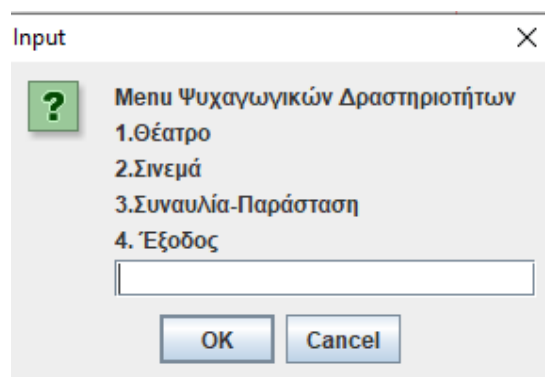 Input
Menu Ψυχαγωγικών Δραστηριοτήτων
1.Θέατρο
2.Σινεμά
3.Συναυλία-Παράσταση
4. Έξοδος
OK Cancel